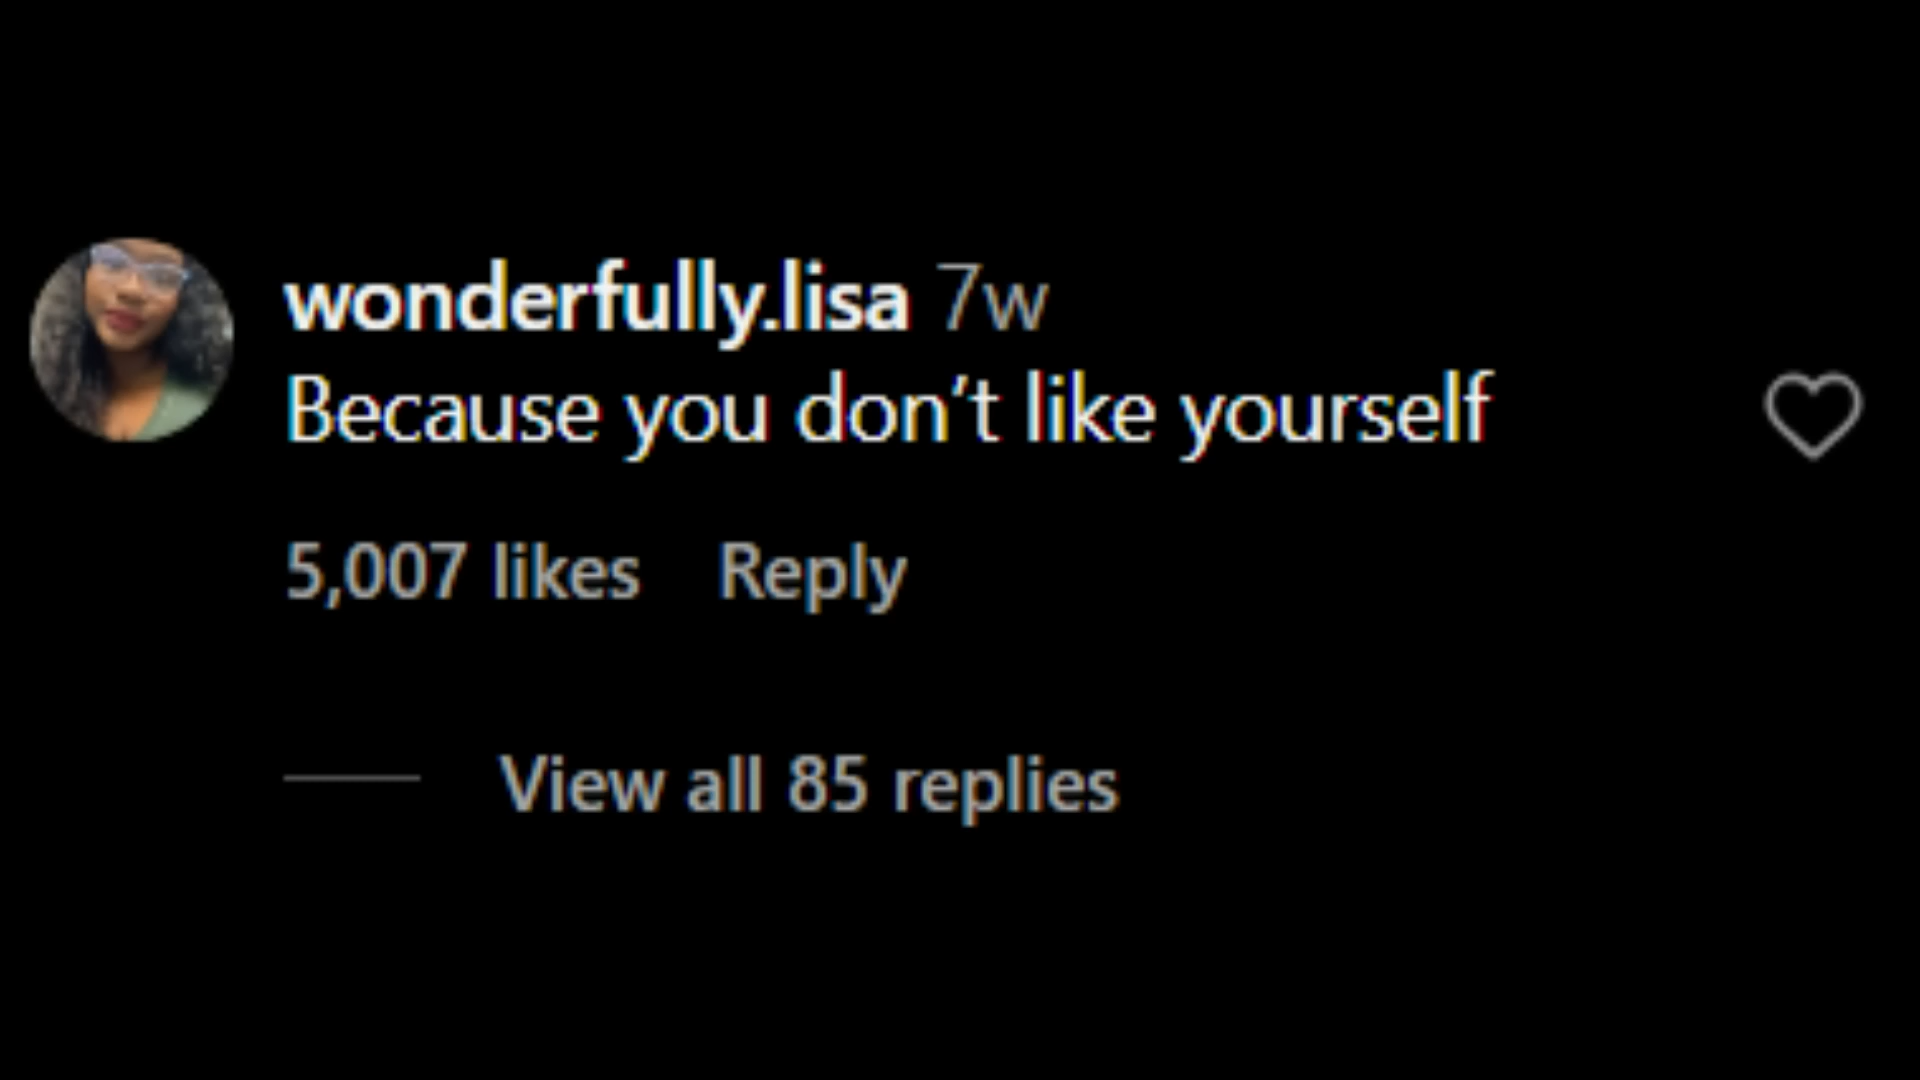 wonderfully.lisa 7w
Because you don’t like yourself
5,007 likes Reply
View all 85 replies